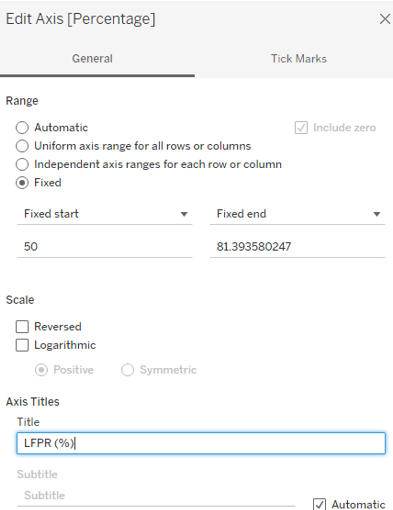 Edit Axis [Percentage]
General Tick Marks
Range
Automatic Include zero
Uniform axis range for all rows or columns
Independent axis ranges for each row or column
Fixed
Fixed start Fixed end
50 81.393580247
Scale
Reversed
Logarithmic
Positive Symmetric
Axis Titles
Title
LFPR (%)
Subtitle
Subtitle Automatic